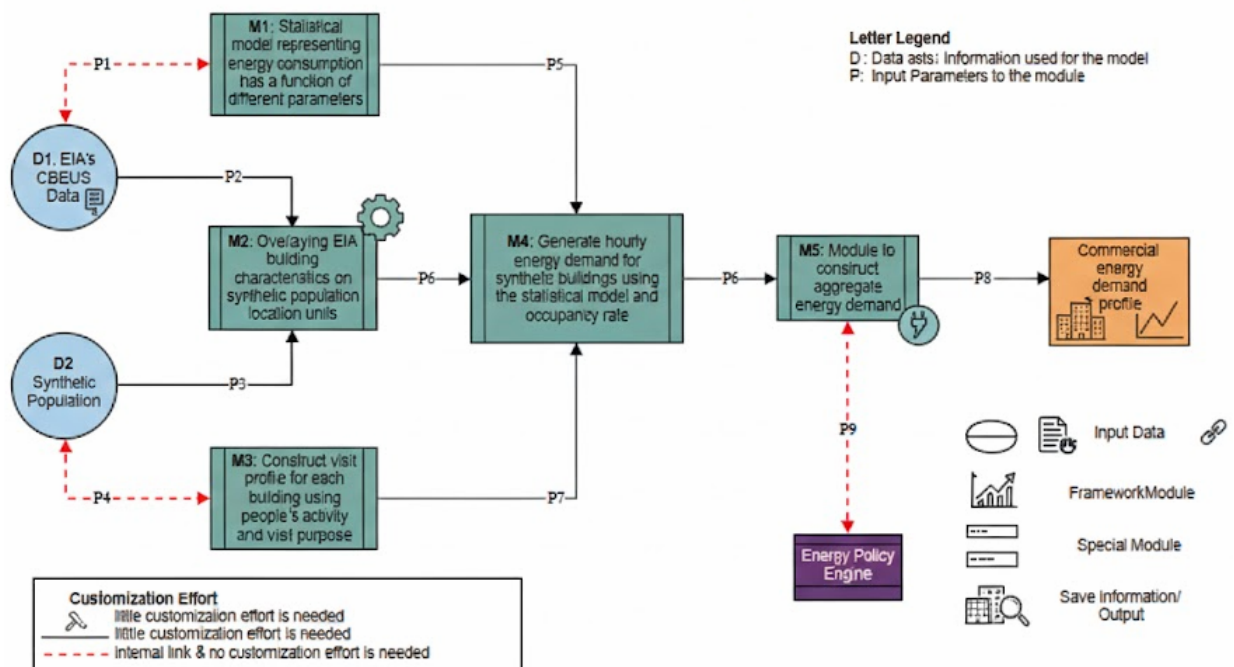 M1: Statistical
model representing
energy consumption
has a function of
different parameters
Letter Legend
D: Data asts: Information used for the model
P: Input Parameters to the module
P1
P5
D1. EIA's
CBEUS
Data
P2
M2: Overlaying EIA
building
characteristics on
synthetic population
location units
P6
M4: Generate hourly
energy demand for
synthetic buildings using
the statistical model and
occupancy rate
P6
M5: Module to
construct
aggregate
energy demand
P8
Commercial
energy
demand
profile
D2
Synthetic
Population
P3
P9
Input Data
P4
M3: Construct visit
profile for each
building using
people's activity
and visit purpose
P7
Framework Module
Special Module
Energy Policy
Engine
Save Information/
Output
Customization Effort
little customization effort is needed
little customization effort is needed
internal link & no customization effort is needed